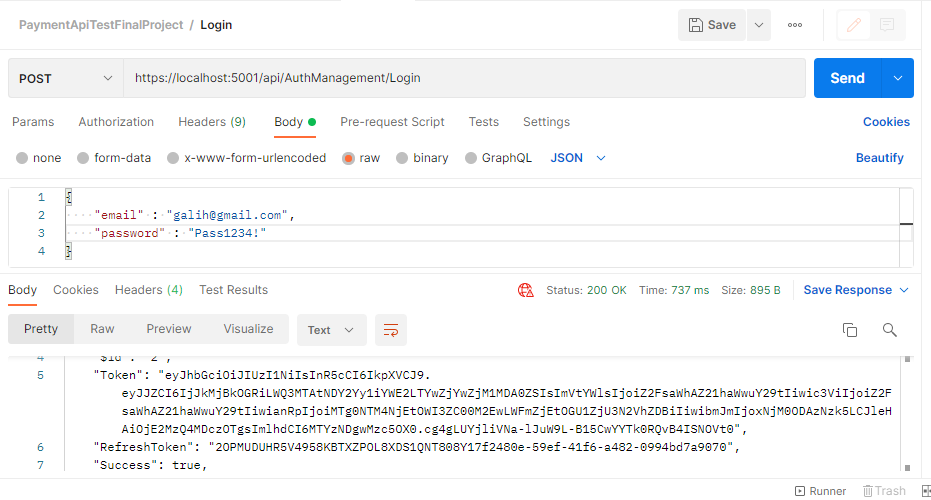 PaymentApiTestFinalProject / Login
Save
POST https://localhost:5001/api/AuthManagement/Login Send
Params Authorization Headers (9) Body Pre-request Script Tests Settings Cookies
none form-data x-www-form-urlencoded raw binary GraphQL JSON Beautify
1 {
2 "email" : "galih@gmail.com",
3 "password" : "Pass1234!"
4 }
Body Cookies Headers (4) Test Results Status: 200 OK Time: 737 ms Size: 895 B Save Response
Pretty Raw Preview Visualize Text
4 "$id": "2",
5 "Token": "eyJhbGciOiJIUzI1NiIsInR5cCI6IkpXVCJ9.
eyJJZCI6IjJkMjBkOGRiLWQ3MTAtNDY2Yy1iYWE2LTYwZjYwZjM1MDA0ZSIsImVtYWlsIjoiZ2FsaWhAZ21haWwuY29tIiwic3ViIjoiZ2F
saWhAZ21haWwuY29tIiwianRpIjoiMTg0NTM4NjEtOWI3ZC00M2EwLWFmZjEtOGU1ZjU3N2VhZDBiIiwibmJmIjoxNjM0ODAzNzk5LCJleH
AiOjE2MzQ4MDczOTgsImlhdCI6MTYzNDgwMzc5OX0.cg4gLUYjliVNa-lJuW9L-B15CwYYTk0RQvB4ISNOVt0",
6 "RefreshToken": "2OPMUDUHR5V4958KBTXZPOL8XDS1QNT808Y17f2480e-59ef-41f6-a482-0994bd7a9070",
7 "Success": true,
Runner Trash